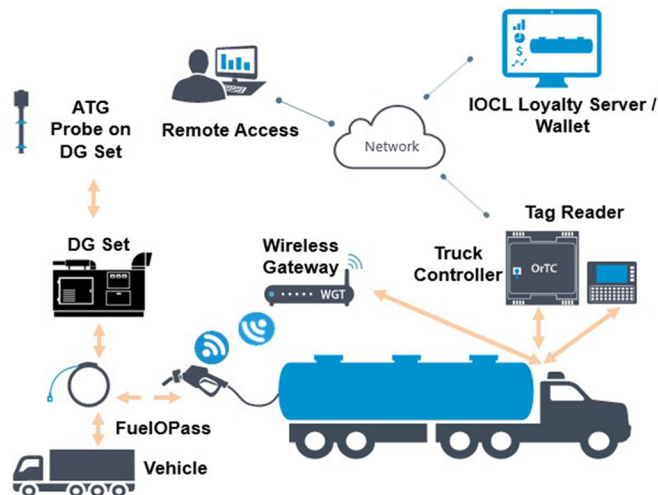 ATG
Probe on
DG Set
Remote Access
IOCL Loyalty Server /
Wallet
$
Network
Tag Reader
DG Set
Wireless
Gateway
Truck
Controller
OrTC
WGT
FuelOPass
Vehicle